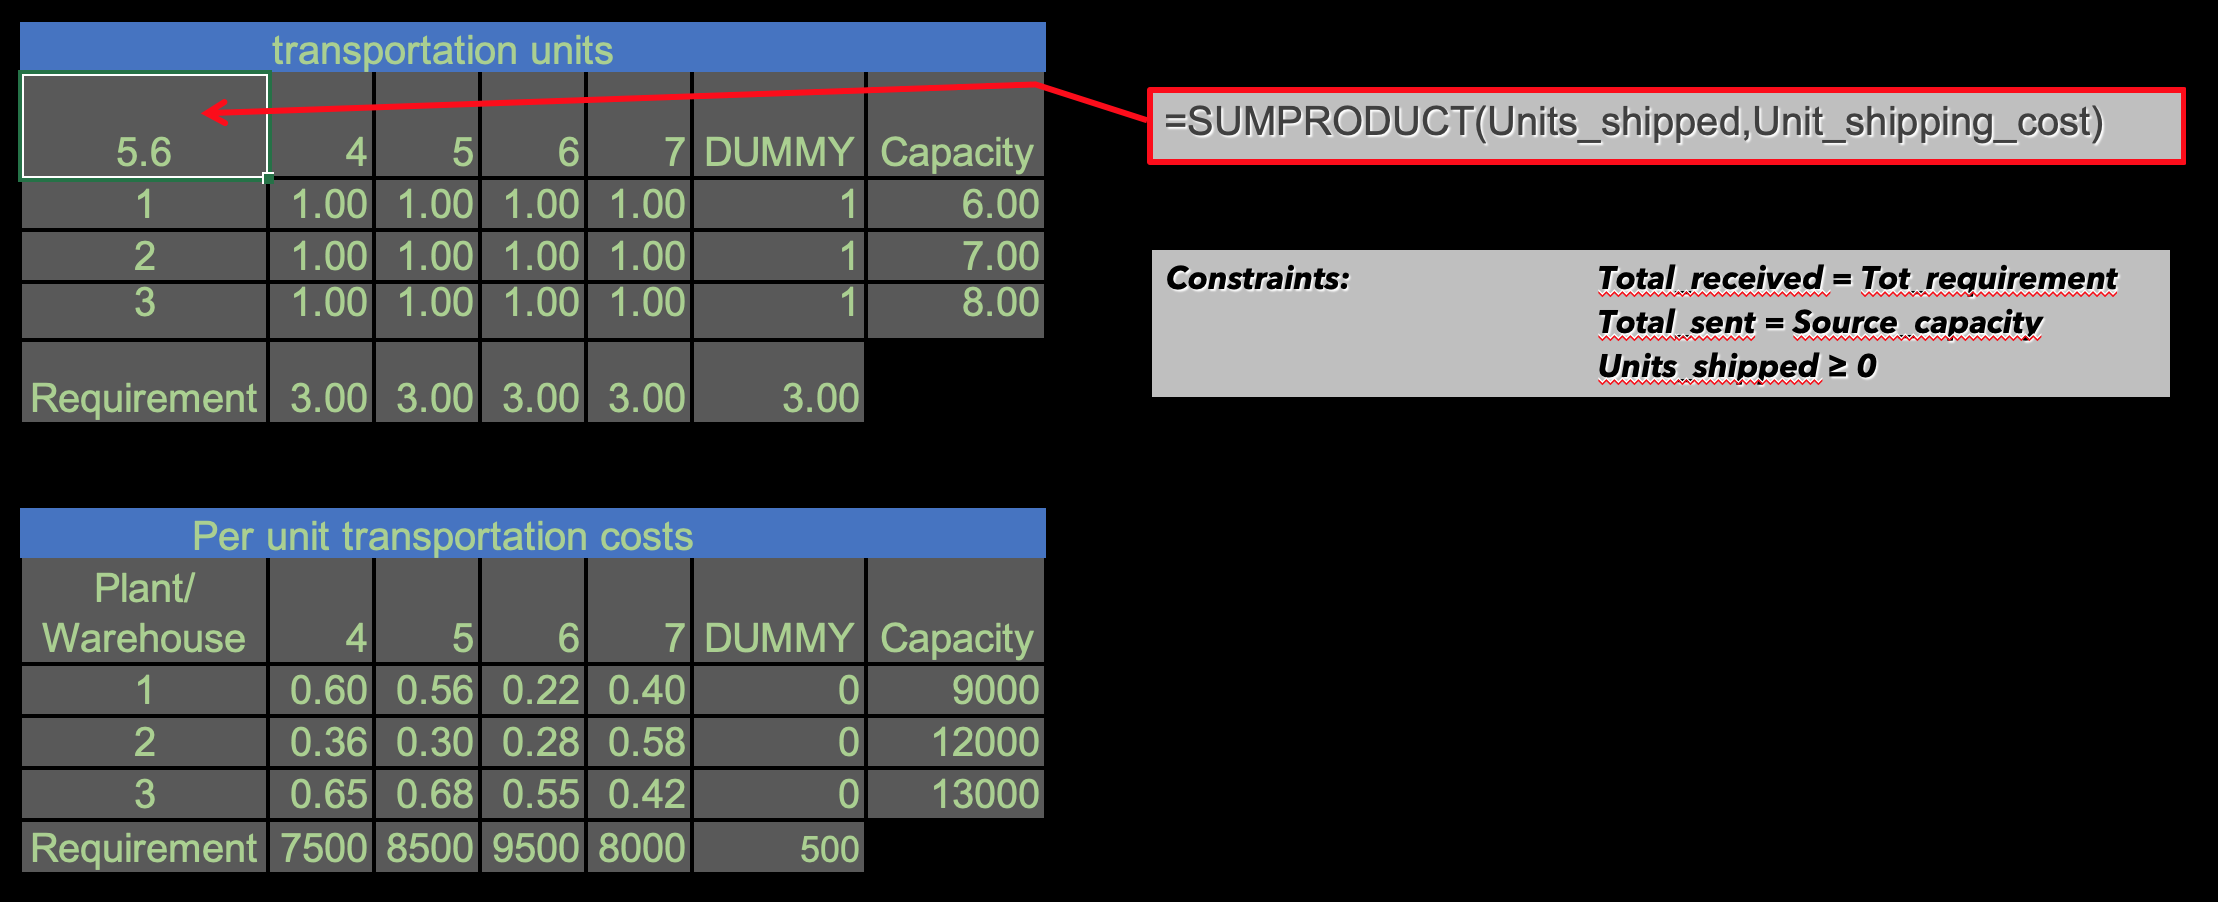 transportation units
5.6 4 5 6 7 DUMMY Capacity
1 1.00 1.00 1.00 1.00 1 6.00
2 1.00 1.00 1.00 1.00 1 7.00
3 1.00 1.00 1.00 1.00 1 8.00
Requirement 3.00 3.00 3.00 3.00 3.00
=SUMPRODUCT(Units_shipped,Unit_shipping_cost)
Constraints: Total_received = Tot_requirement
Total_sent = Source_capacity
Units_shipped ≥ 0
Per unit transportation costs
Plant/
Warehouse 4 5 6 7 DUMMY Capacity
1 0.60 0.56 0.22 0.40 0 9000
2 0.36 0.30 0.28 0.58 0 12000
3 0.65 0.68 0.55 0.42 0 13000
Requirement 7500 8500 9500 8000 500